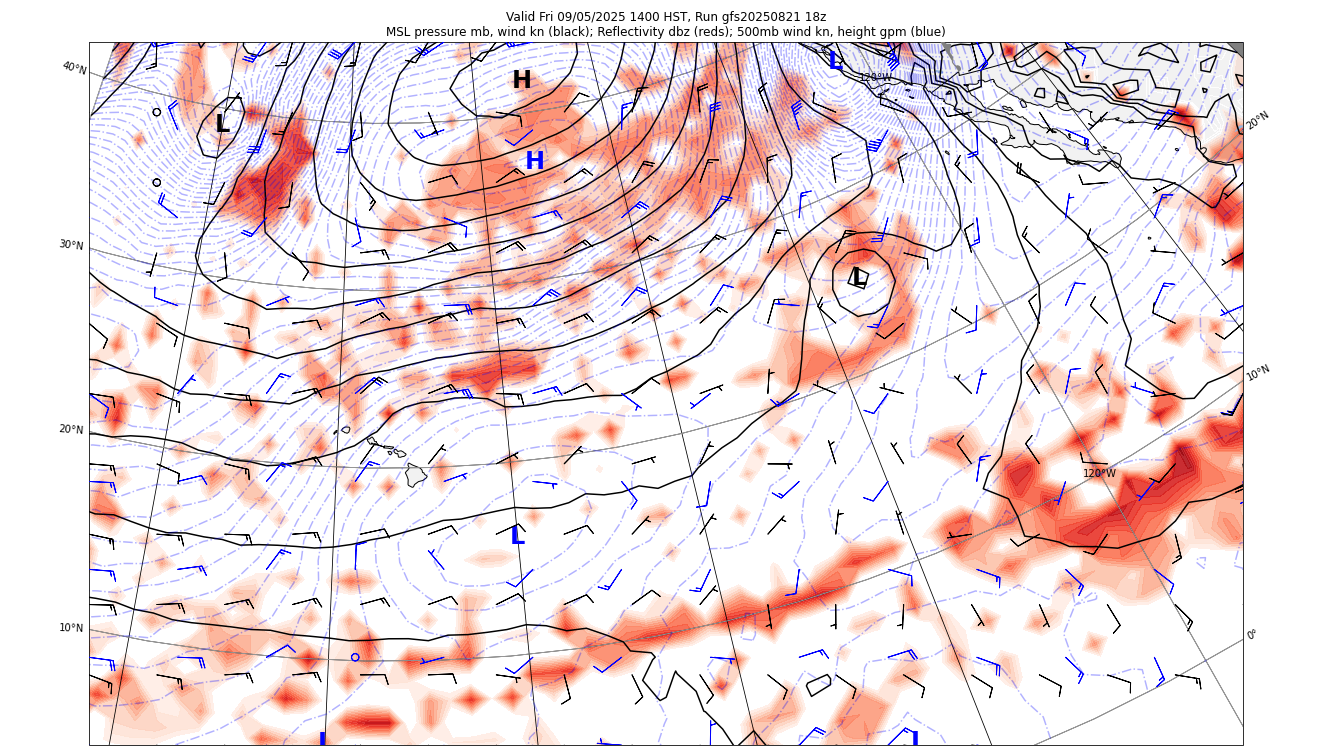 Valid Fri 09/05/2025 1400 HST, Run gfs20250821 18z
MSL pressure mb, wind kn (black); Reflectivity dbz (reds); 500mb wind kn, height gpm (blue)
40°N
H
L
120°W
L
20°N
H
30°N
L
10°N
20°N
120°W
L
10°N
0°
L
L